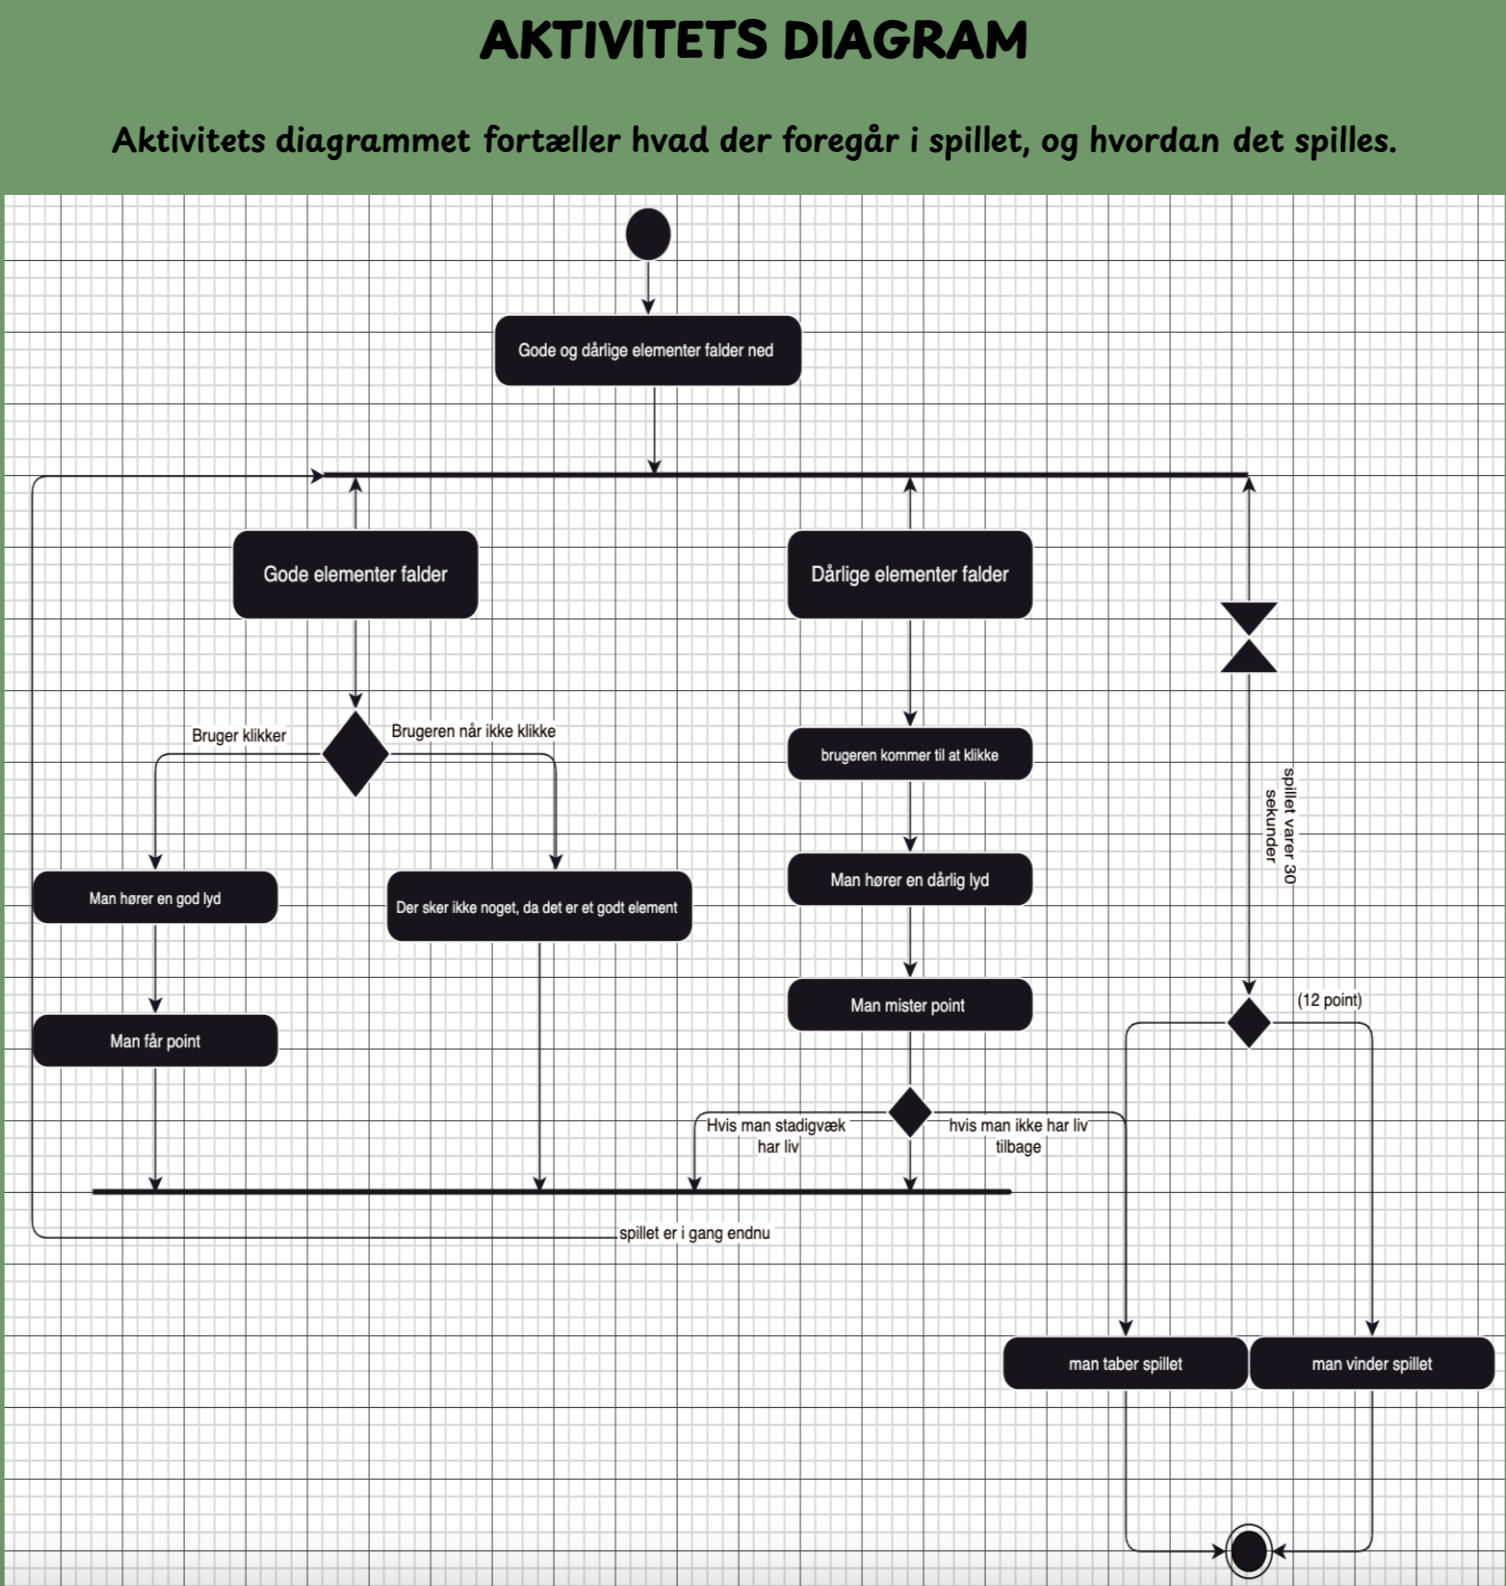 AKTIVITETS DIAGRAM
Aktivitets diagrammet fortæller hvad der foregår i spillet, og hvordan det spilles.
Gode og dårlige elementer falder ned
Gode elementer falder
Dårlige elementer falder
Bruger klikker
Brugeren når ikke klikke
brugeren kommer til at klikke
spillet varer 30
sekunder
Man hører en god lyd
Der sker ikke noget, da det er et godt element
Man hører en dårlig lyd
Man mister point
(12 point)
Man får point
Hvis man stadigvæk
har liv
hvis man ikke har liv
tilbage
spillet er i gang endnu
man taber spillet
man vinder spillet